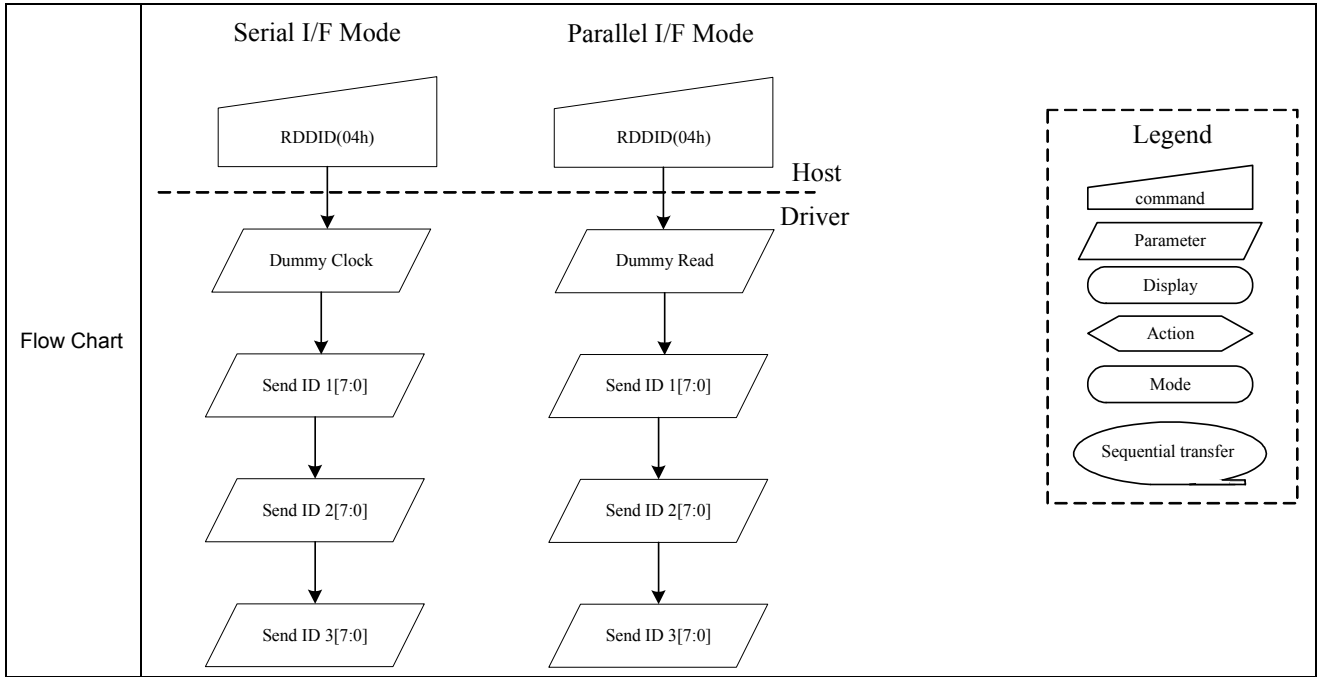 Flow Chart
Serial I/F Mode
RDDID(04h)
Dummy Clock
Send ID 1[7:0]
Send ID 2[7:0]
Send ID 3[7:0]
Parallel I/F Mode
RDDID(04h)
Dummy Read
Send ID 1[7:0]
Send ID 2[7:0]
Send ID 3[7:0]
Host
Driver
Legend
command
Parameter
Display
Action
Mode
Sequential transfer